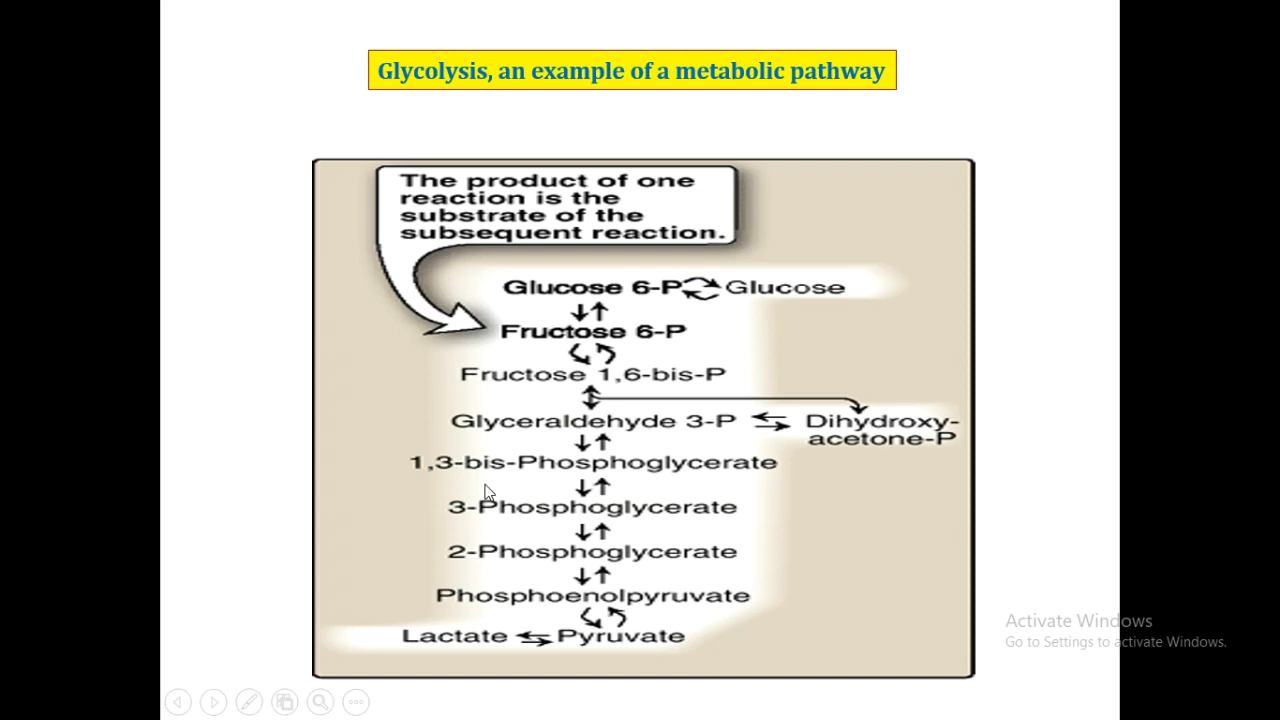 Glycolysis, an example of a metabolic pathway
The product of one
reaction is the
substrate of the
subsequent reaction.
Glucose 6-P Glucose
Fructose 6-P
Fructose 1,6-bis-P
Glyceraldehyde 3-P Dihydroxy-
acetone-P
1,3-bis-Phosphoglycerate
3-Phosphoglycerate
2-Phosphoglycerate
Phosphoenolpyruvate
Lactate Pyruvate
Activate Windows
Go to Settings to activate Windows.